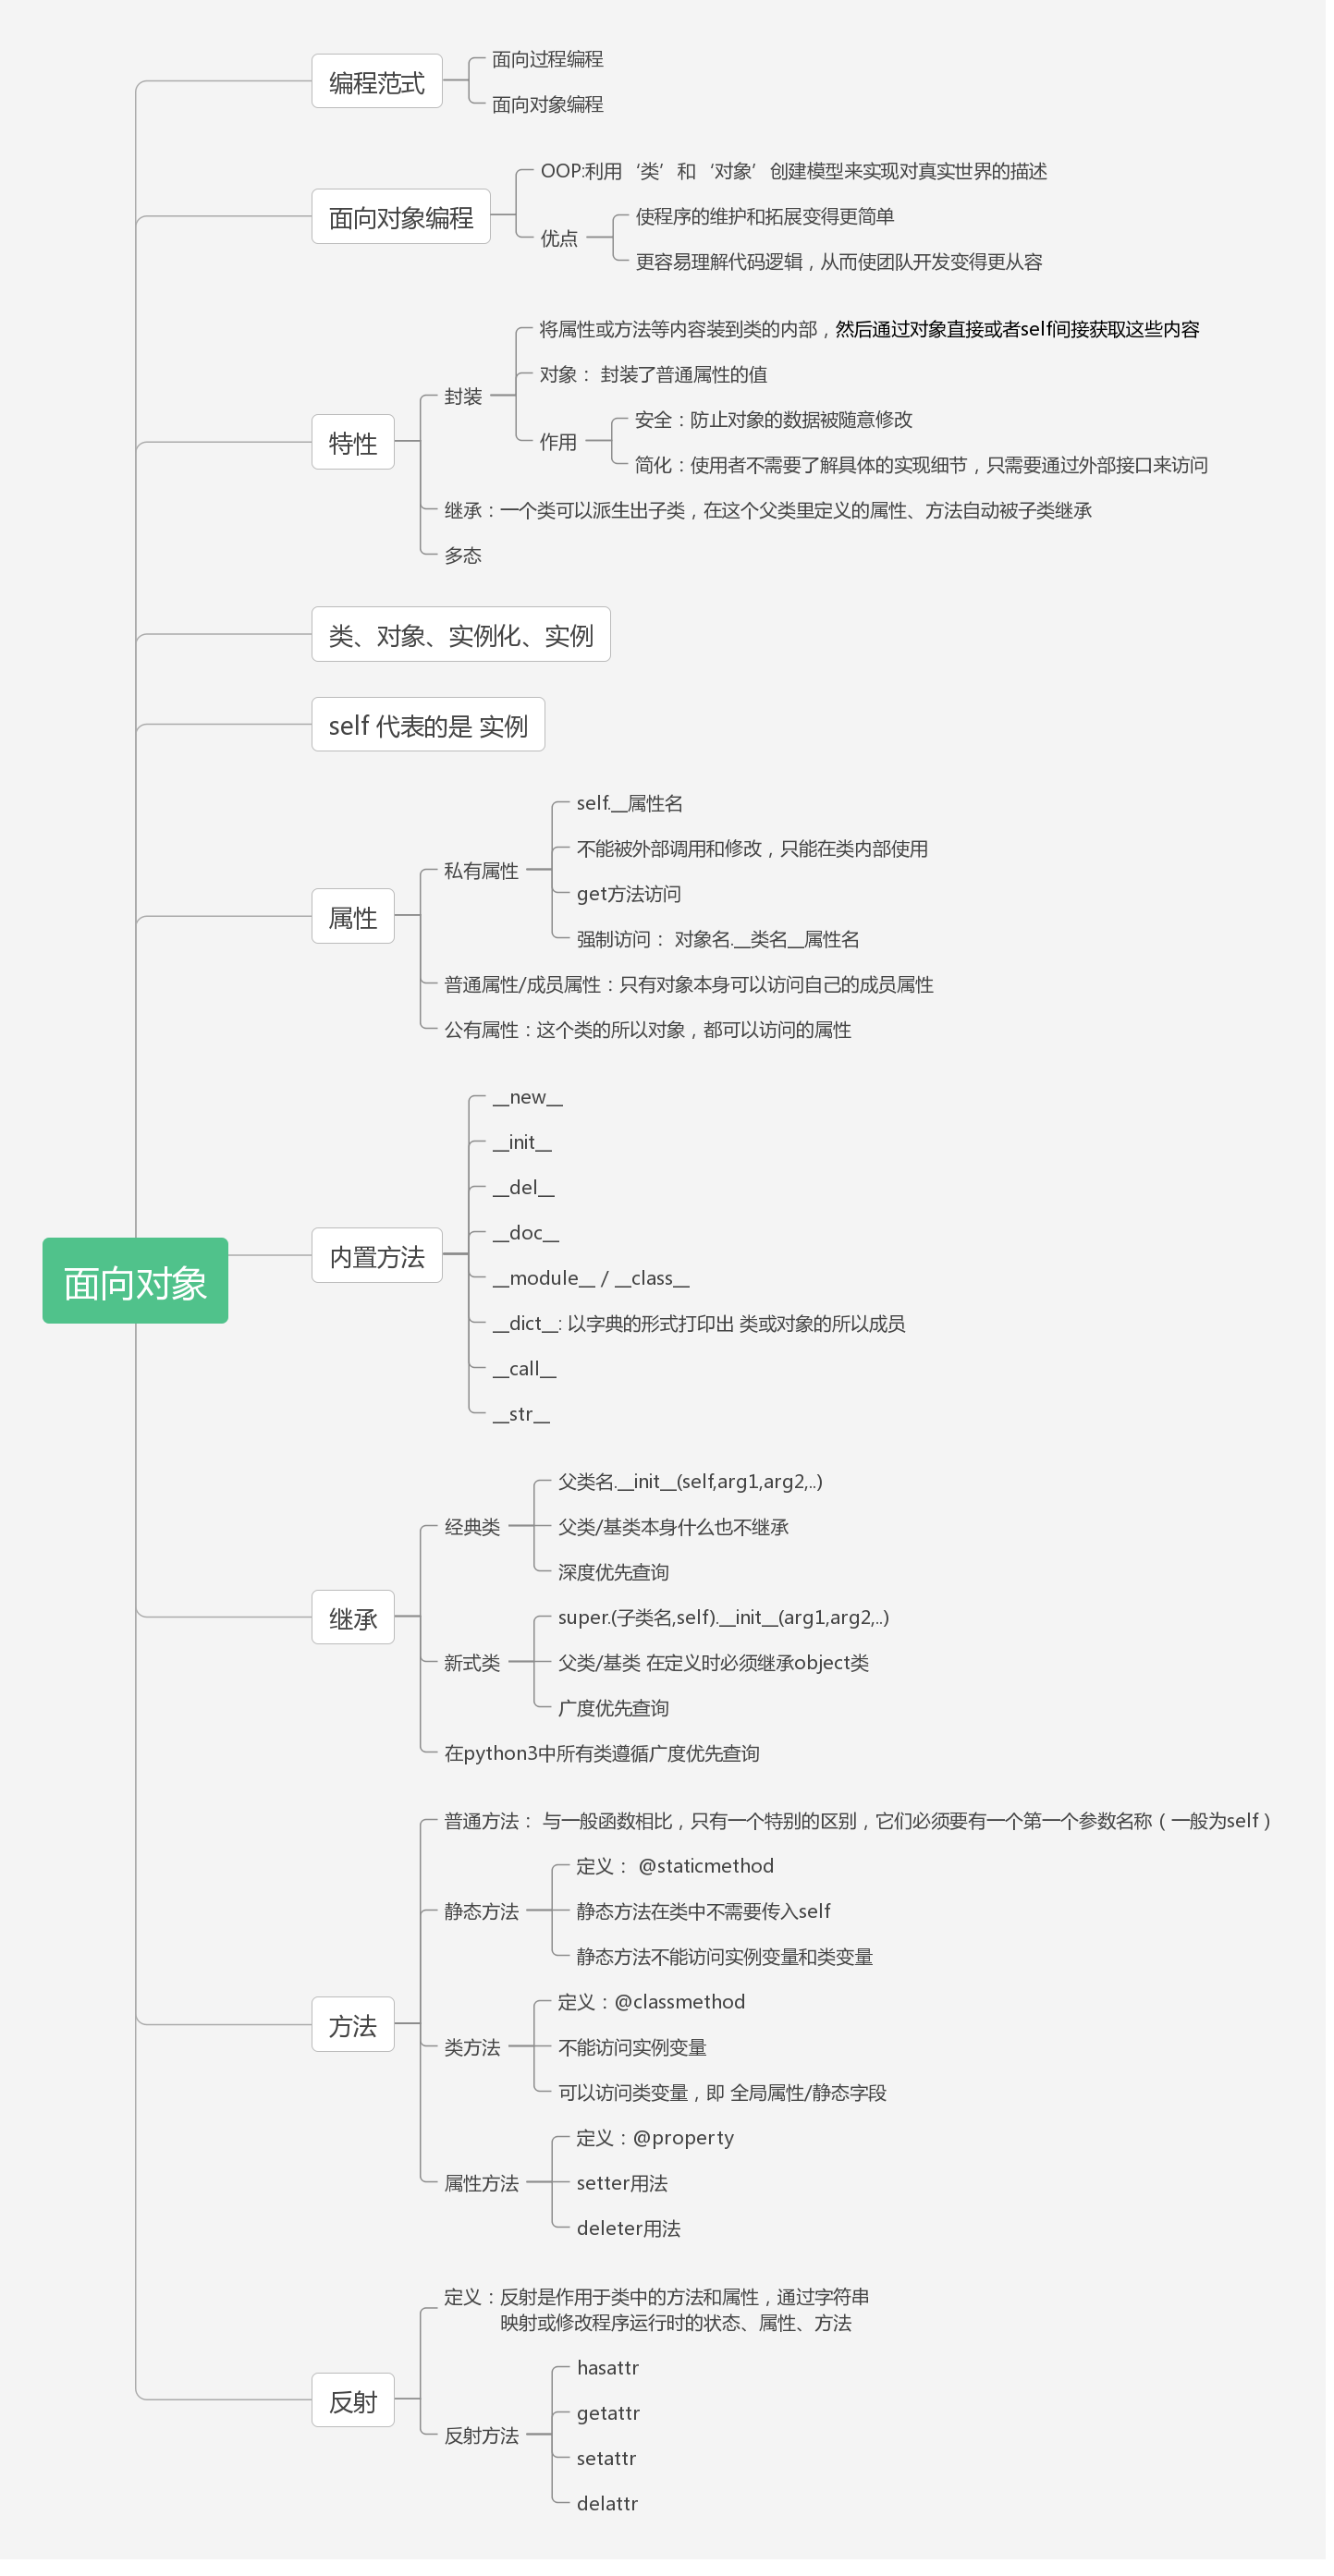 编程范式
面向过程编程
面向对象编程
面向对象编程
OOP:利用‘类’和‘对象’创建模型来实现对真实世界的描述
优点
使程序的维护和拓展变得更简单
更容易理解代码逻辑，从而使团队开发变得更从容
特性
封装
将属性或方法等内容装到类的内部，然后通过对象直接或者self间接获取这些内容
对象： 封装了普通属性的值
作用
安全：防止对象的数据被随意修改
简化：使用者不需要了解具体的实现细节，只需要通过外部接口来访问
继承：一个类可以派生出子类，在这个父类里定义的属性、方法自动被子类继承
多态
类、对象、实例化、实例
self 代表的是 实例
属性
私有属性
self.__属性名
不能被外部调用和修改，只能在类内部使用
get方法访问
强制访问： 对象名.__类名__属性名
普通属性/成员属性：只有对象本身可以访问自己的成员属性
公有属性：这个类的所以对象，都可以访问的属性
面向对象
内置方法
__new__
__init__
__del__
__doc__
__module__ / __class__
__dict__: 以字典的形式打印出 类或对象的所以成员
__call__
__str__
继承
经典类
父类名.__init__(self,arg1,arg2,..)
父类/基类本身什么也不继承
深度优先查询
新式类
super.(子类名,self).__init__(arg1,arg2,..)
父类/基类 在定义时必须继承object类
广度优先查询
在python3中所有类遵循广度优先查询
方法
普通方法： 与一般函数相比，只有一个特别的区别，它们必须要有一个第一个参数名称（一般为self）
静态方法
定义： @staticmethod
静态方法在类中不需要传入self
静态方法不能访问实例变量和类变量
类方法
定义：@classmethod
不能访问实例变量
可以访问类变量，即 全局属性/静态字段
属性方法
定义：@property
setter用法
deleter用法
反射
定义：反射是作用于类中的方法和属性，通过字符串
映射或修改程序运行时的状态、属性、方法
反射方法
hasattr
getattr
setattr
delattr